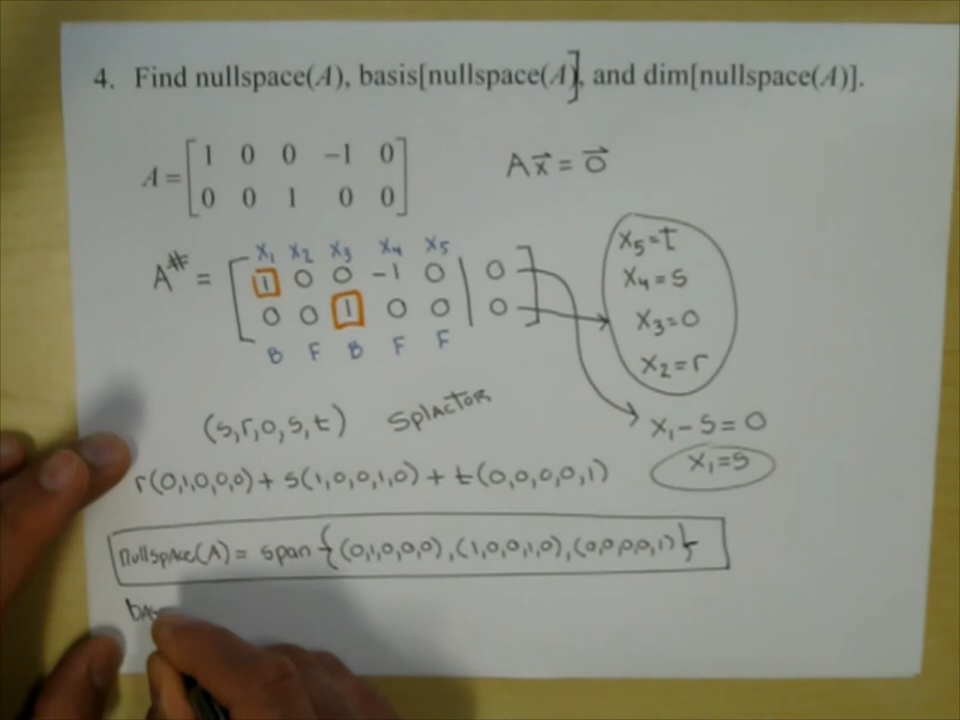 4. Find nullspace(A), basis[nullspace(A)], and dim[nullspace(A)].
A = [1 0 0 −1 0
0 0 1 0 0]
Ax⃗ = 0⃗
x₁ x₂ x₃ x₄ x₅
A# = [1 0 0 -1 0 | 0
0 0 1 0 0 | 0]
B F B F F
x₅=t
x₄=s
x₃=0
x₂=r
x₁-s=0
x₁=s
(s,r,0,s,t) SPLACTOR
r(0,1,0,0,0)+s(1,0,0,1,0)+t(0,0,0,0,1)
nullspace(A) = span{(0,1,0,0,0),(1,0,0,1,0),(0,0,0,0,1)}
bas